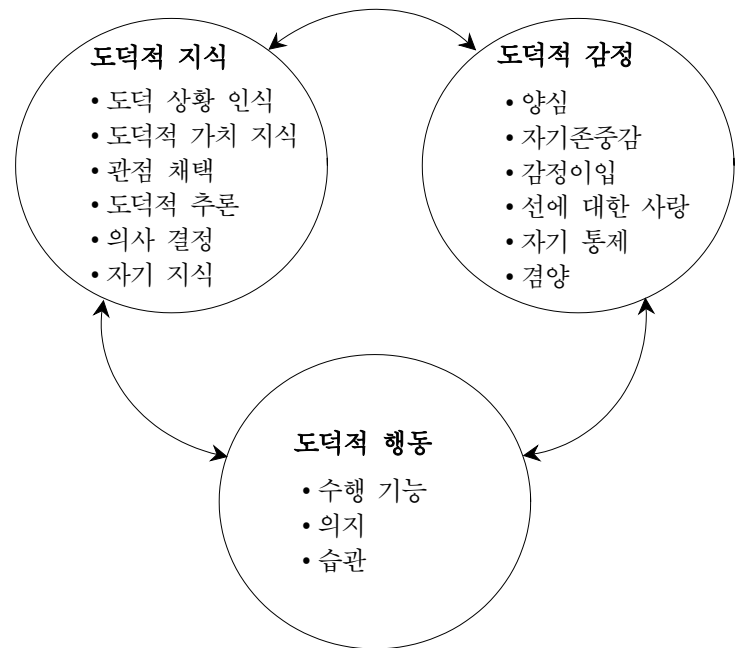 도덕적 지식
• 도덕 상황 인식
• 도덕적 가치 지식
• 관점 채택
• 도덕적 추론
• 의사 결정
• 자기 지식
도덕적 감정
• 양심
• 자기존중감
• 감정이입
• 선에 대한 사랑
• 자기 통제
• 겸양
도덕적 행동
• 수행 기능
• 의지
• 습관